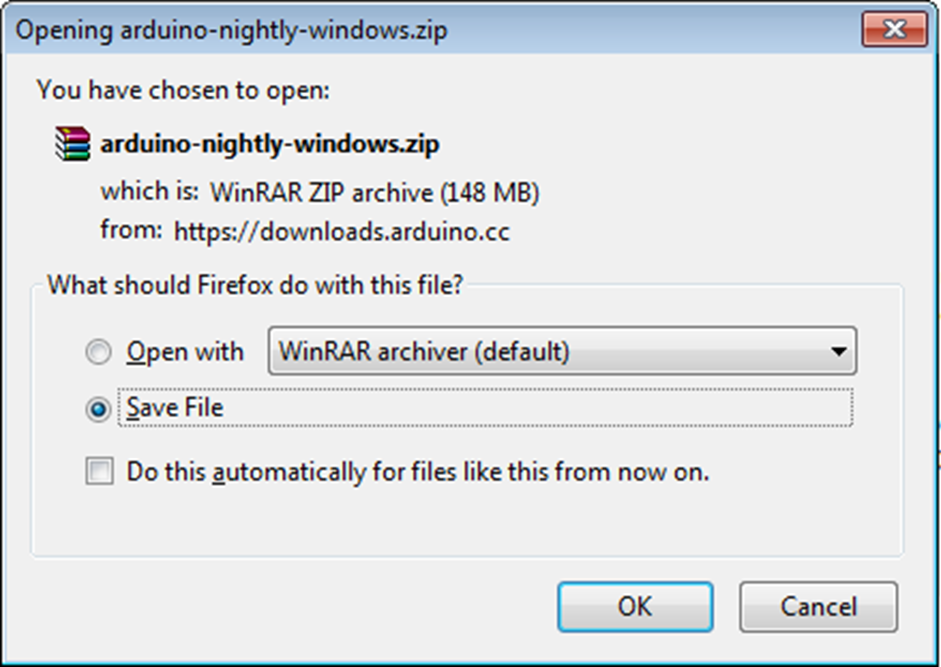 Opening arduino-nightly-windows.zip
You have chosen to open:
arduino-nightly-windows.zip
which is: WinRAR ZIP archive (148 MB)
from: https://downloads.arduino.cc
What should Firefox do with this file?
Open with WinRAR archiver (default)
Save File
Do this automatically for files like this from now on.
OK Cancel